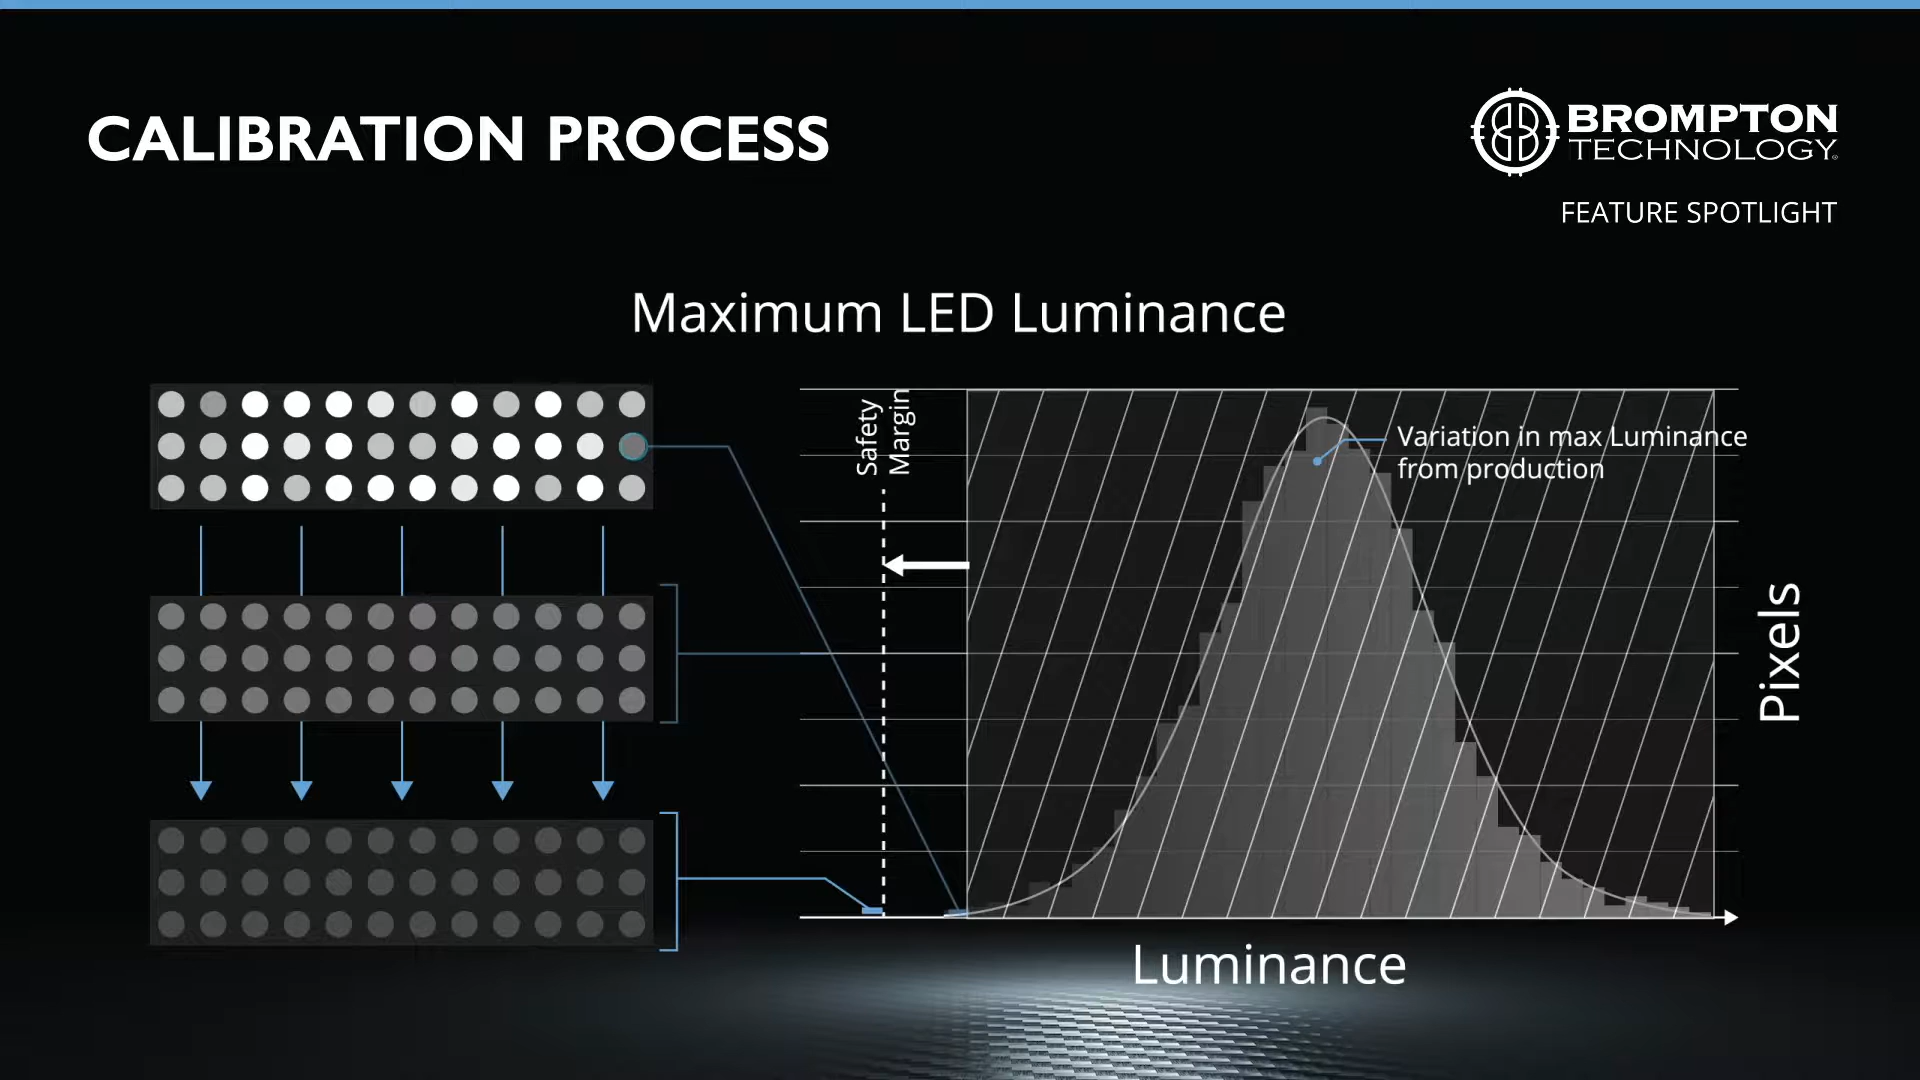 CALIBRATION PROCESS
BROMPTON
TECHNOLOGY
FEATURE SPOTLIGHT
Maximum LED Luminance
Safety
Margin
Variation in max Luminance
from production
Pixels
Luminance